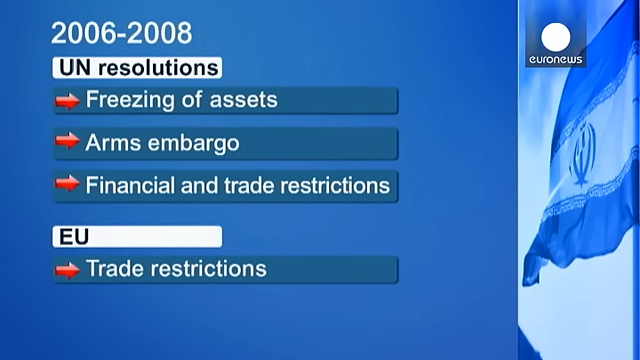 2006-2008
UN resolutions
Freezing of assets
Arms embargo
Financial and trade restrictions
EU
Trade restrictions
euronews